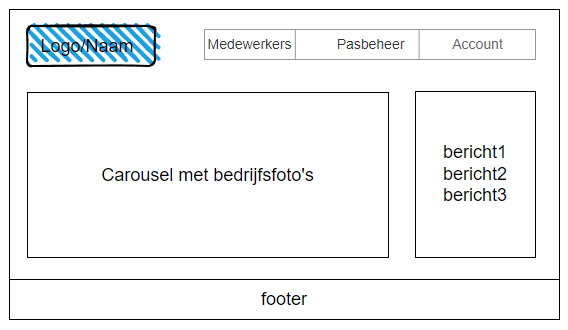 Logo/Naam
Medewerkers Pasbeheer Account
Carousel met bedrijfsfoto's
bericht1
bericht2
bericht3
footer